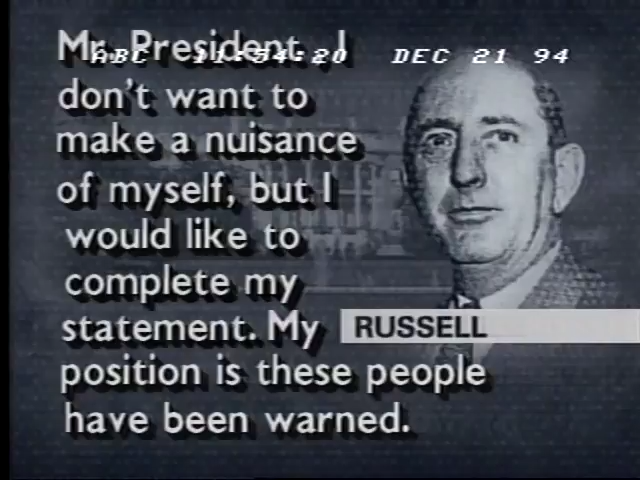 Mr. President, I
ABC 11:54:20 DEC 21 94
don't want to
make a nuisance
of myself, but I
would like to
complete my
statement. My
RUSSELL
position is these people
have been warned.